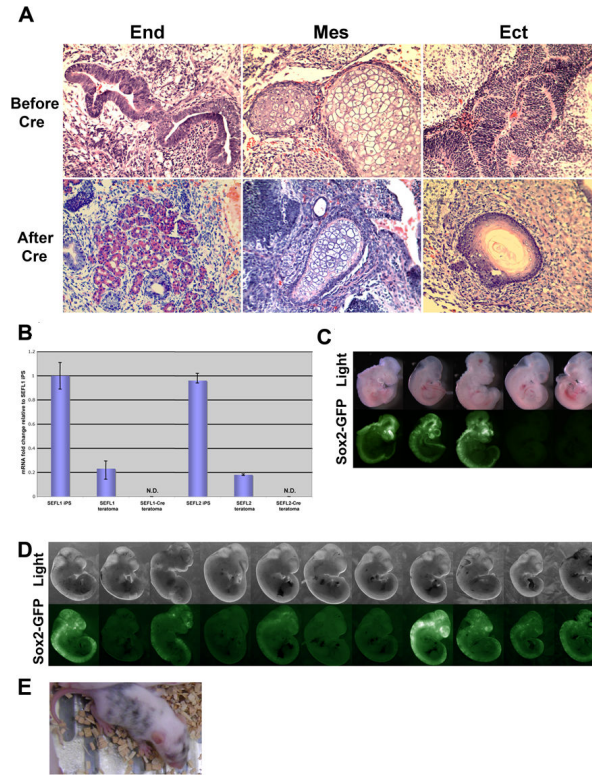 A
End Mes Ect
Before
Cre
After
Cre
B
mRNA fold change relative to SEFL1 iPS
1.2
1
0.8
0.6
0.4
0.2
0
N.D.
N.D.
SEFL1 iPS
SEFL1
teratoma
SEFL1-Cre
teratoma
SEFL2 iPS
SEFL2
teratoma
SEFL2-Cre
teratoma
C
Light
Sox2-GFP
D
Light
Sox2-GFP
E